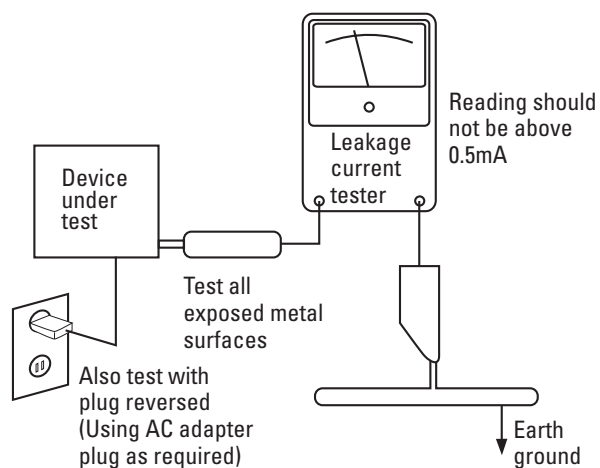 Device
under
test
Leakage
current
tester
Reading should
not be above
0.5mA
Test all
exposed metal
surfaces
Also test with
plug reversed
(Using AC adapter
plug as required)
Earth
ground